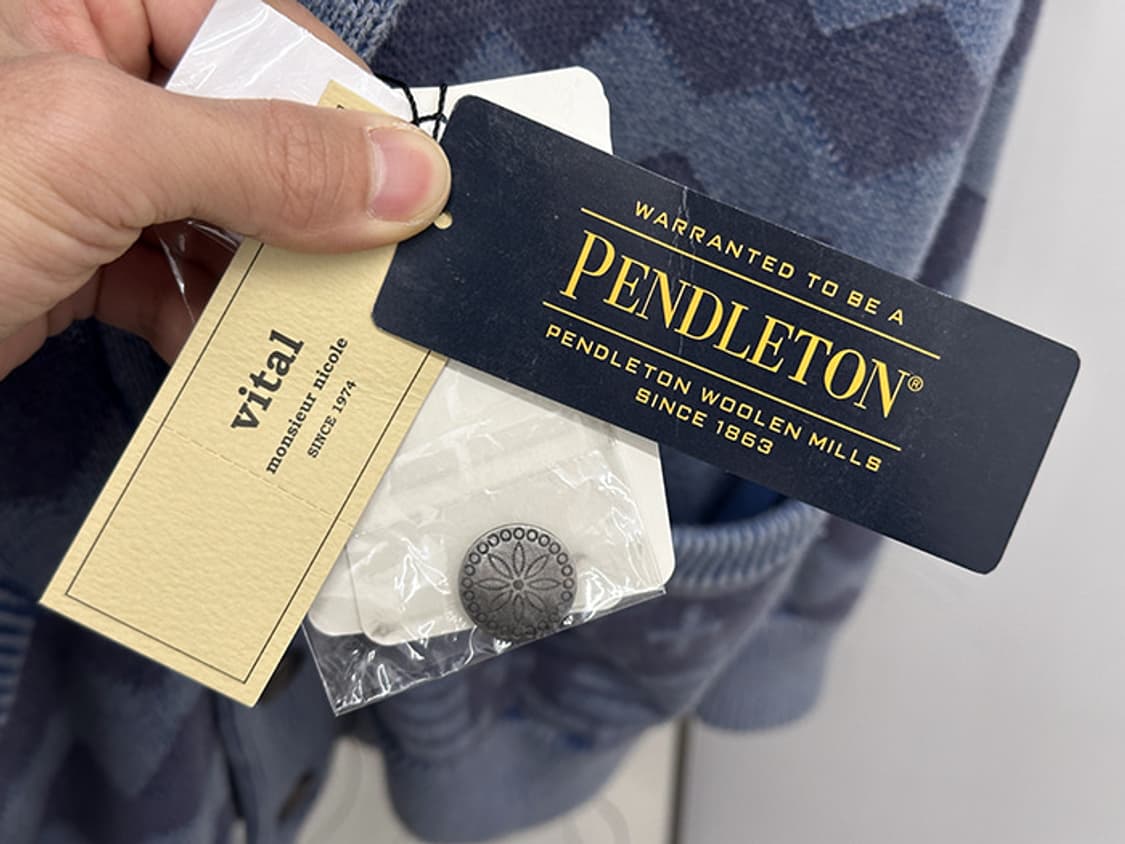 WARRANTED TO BE A
PENDLETON®
PENDLETON WOOLEN MILLS
SINCE 1863
vital
monsieur nicole
SINCE 1974